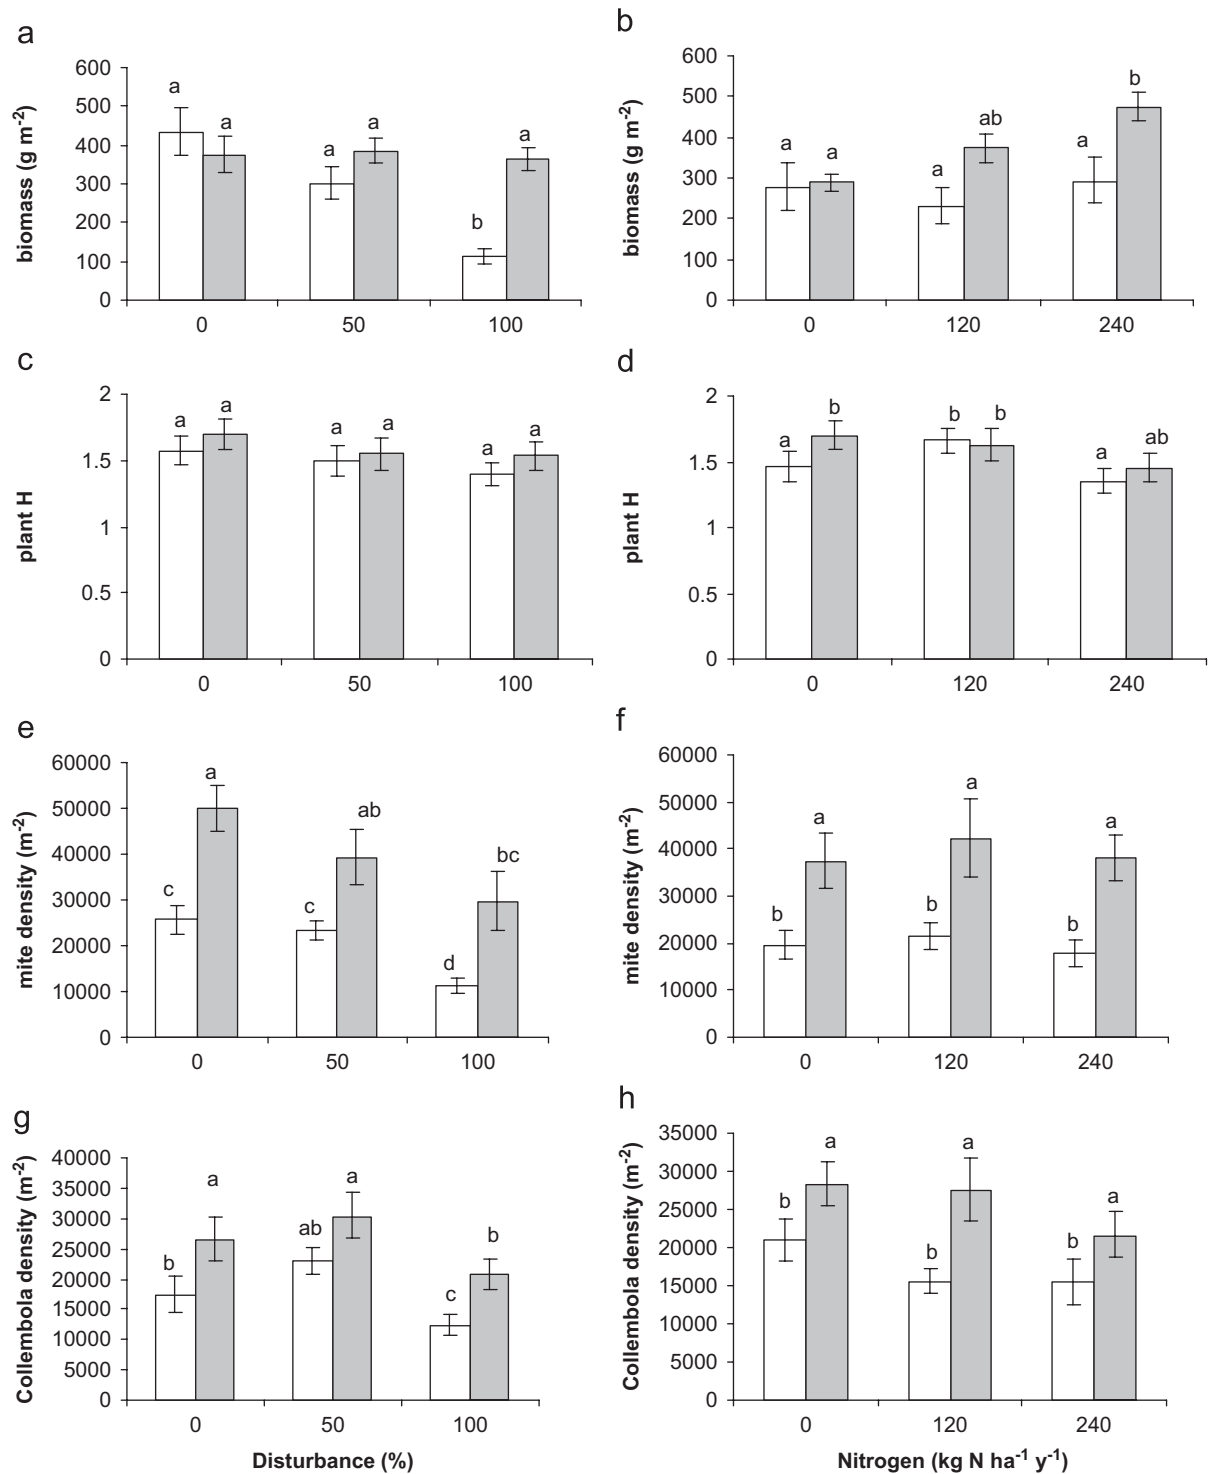 a
biomass (g m-2)
600
500
400
300
200
100
0
a
a
a
a
b
a
0
50
100
b
biomass (g m-2)
600
500
400
300
200
100
0
a
a
a
ab
a
b
0
120
240
c
plant H
2
1.5
1
0.5
0
a
a
a
a
a
a
0
50
100
d
plant H
2
1.5
1
0.5
0
a
b
b
b
a
ab
0
120
240
e
mite density (m-2)
60000
50000
40000
30000
20000
10000
0
c
a
c
ab
d
bc
0
50
100
f
mite density (m-2)
60000
50000
40000
30000
20000
10000
0
b
a
b
a
b
a
0
120
240
g
Collembola density (m-2)
40000
35000
30000
25000
20000
15000
10000
5000
0
b
a
ab
a
c
b
0
50
100
Disturbance (%)
h
Collembola density (m-2)
35000
30000
25000
20000
15000
10000
5000
0
b
a
b
a
b
a
0
120
240
Nitrogen (kg N ha-1 y-1)